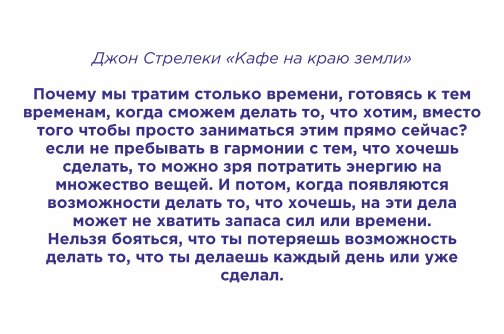 Джон Стрелеки «Кафе на краю земли»
Почему мы тратим столько времени, готовясь к тем
временам, когда сможем делать то, что хотим, вместо
того чтобы просто заниматься этим прямо сейчас?
если не пребывать в гармонии с тем, что хочешь
сделать, то можно зря потратить энергию на
множество вещей. И потом, когда появляются
возможности делать то, что хочешь, на эти дела
может не хватить запаса сил или времени.
Нельзя бояться, что ты потеряешь возможность
делать то, что ты делаешь каждый день или уже
сделал.